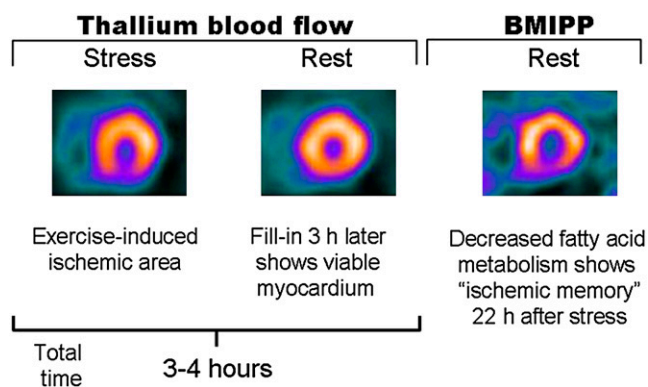 Thallium blood flow
BMIPP
Stress
Rest
Rest
Exercise-induced
ischemic area
Fill-in 3 h later
shows viable
myocardium
Decreased fatty acid
metabolism shows
“ischemic memory”
22 h after stress
Total
time
3-4 hours